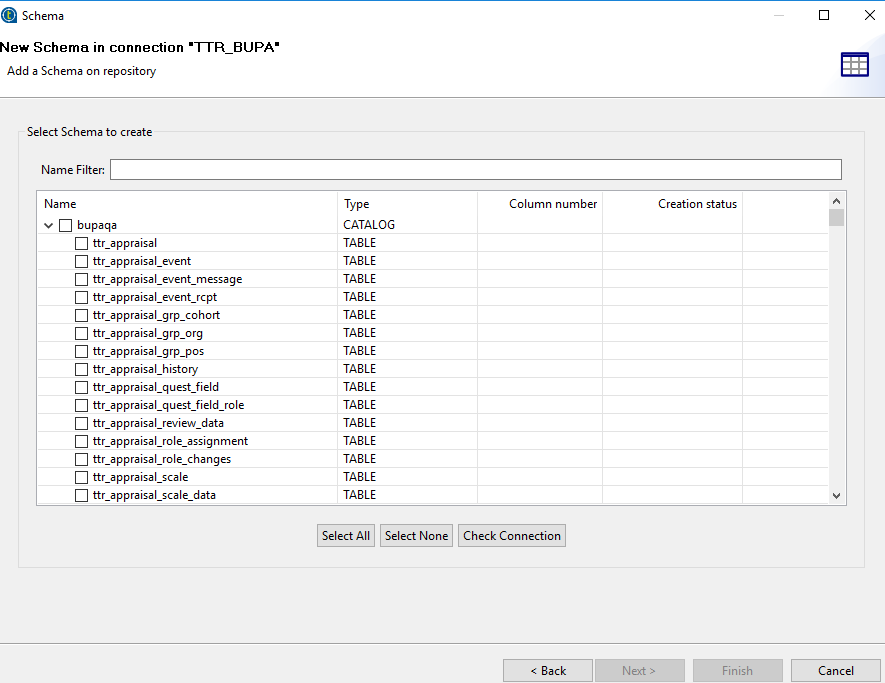 Schema
New Schema in connection "TTR_BUPA"
Add a Schema on repository
Select Schema to create
Name Filter:
Name Type Column number Creation status
bupaqa CATALOG
ttr_appraisal TABLE
ttr_appraisal_event TABLE
ttr_appraisal_event_message TABLE
ttr_appraisal_event_rcpt TABLE
ttr_appraisal_grp_cohort TABLE
ttr_appraisal_grp_org TABLE
ttr_appraisal_grp_pos TABLE
ttr_appraisal_history TABLE
ttr_appraisal_quest_field TABLE
ttr_appraisal_quest_field_role TABLE
ttr_appraisal_review_data TABLE
ttr_appraisal_role_assignment TABLE
ttr_appraisal_role_changes TABLE
ttr_appraisal_scale TABLE
ttr_appraisal_scale_data TABLE
Select All Select None Check Connection
< Back Next > Finish Cancel